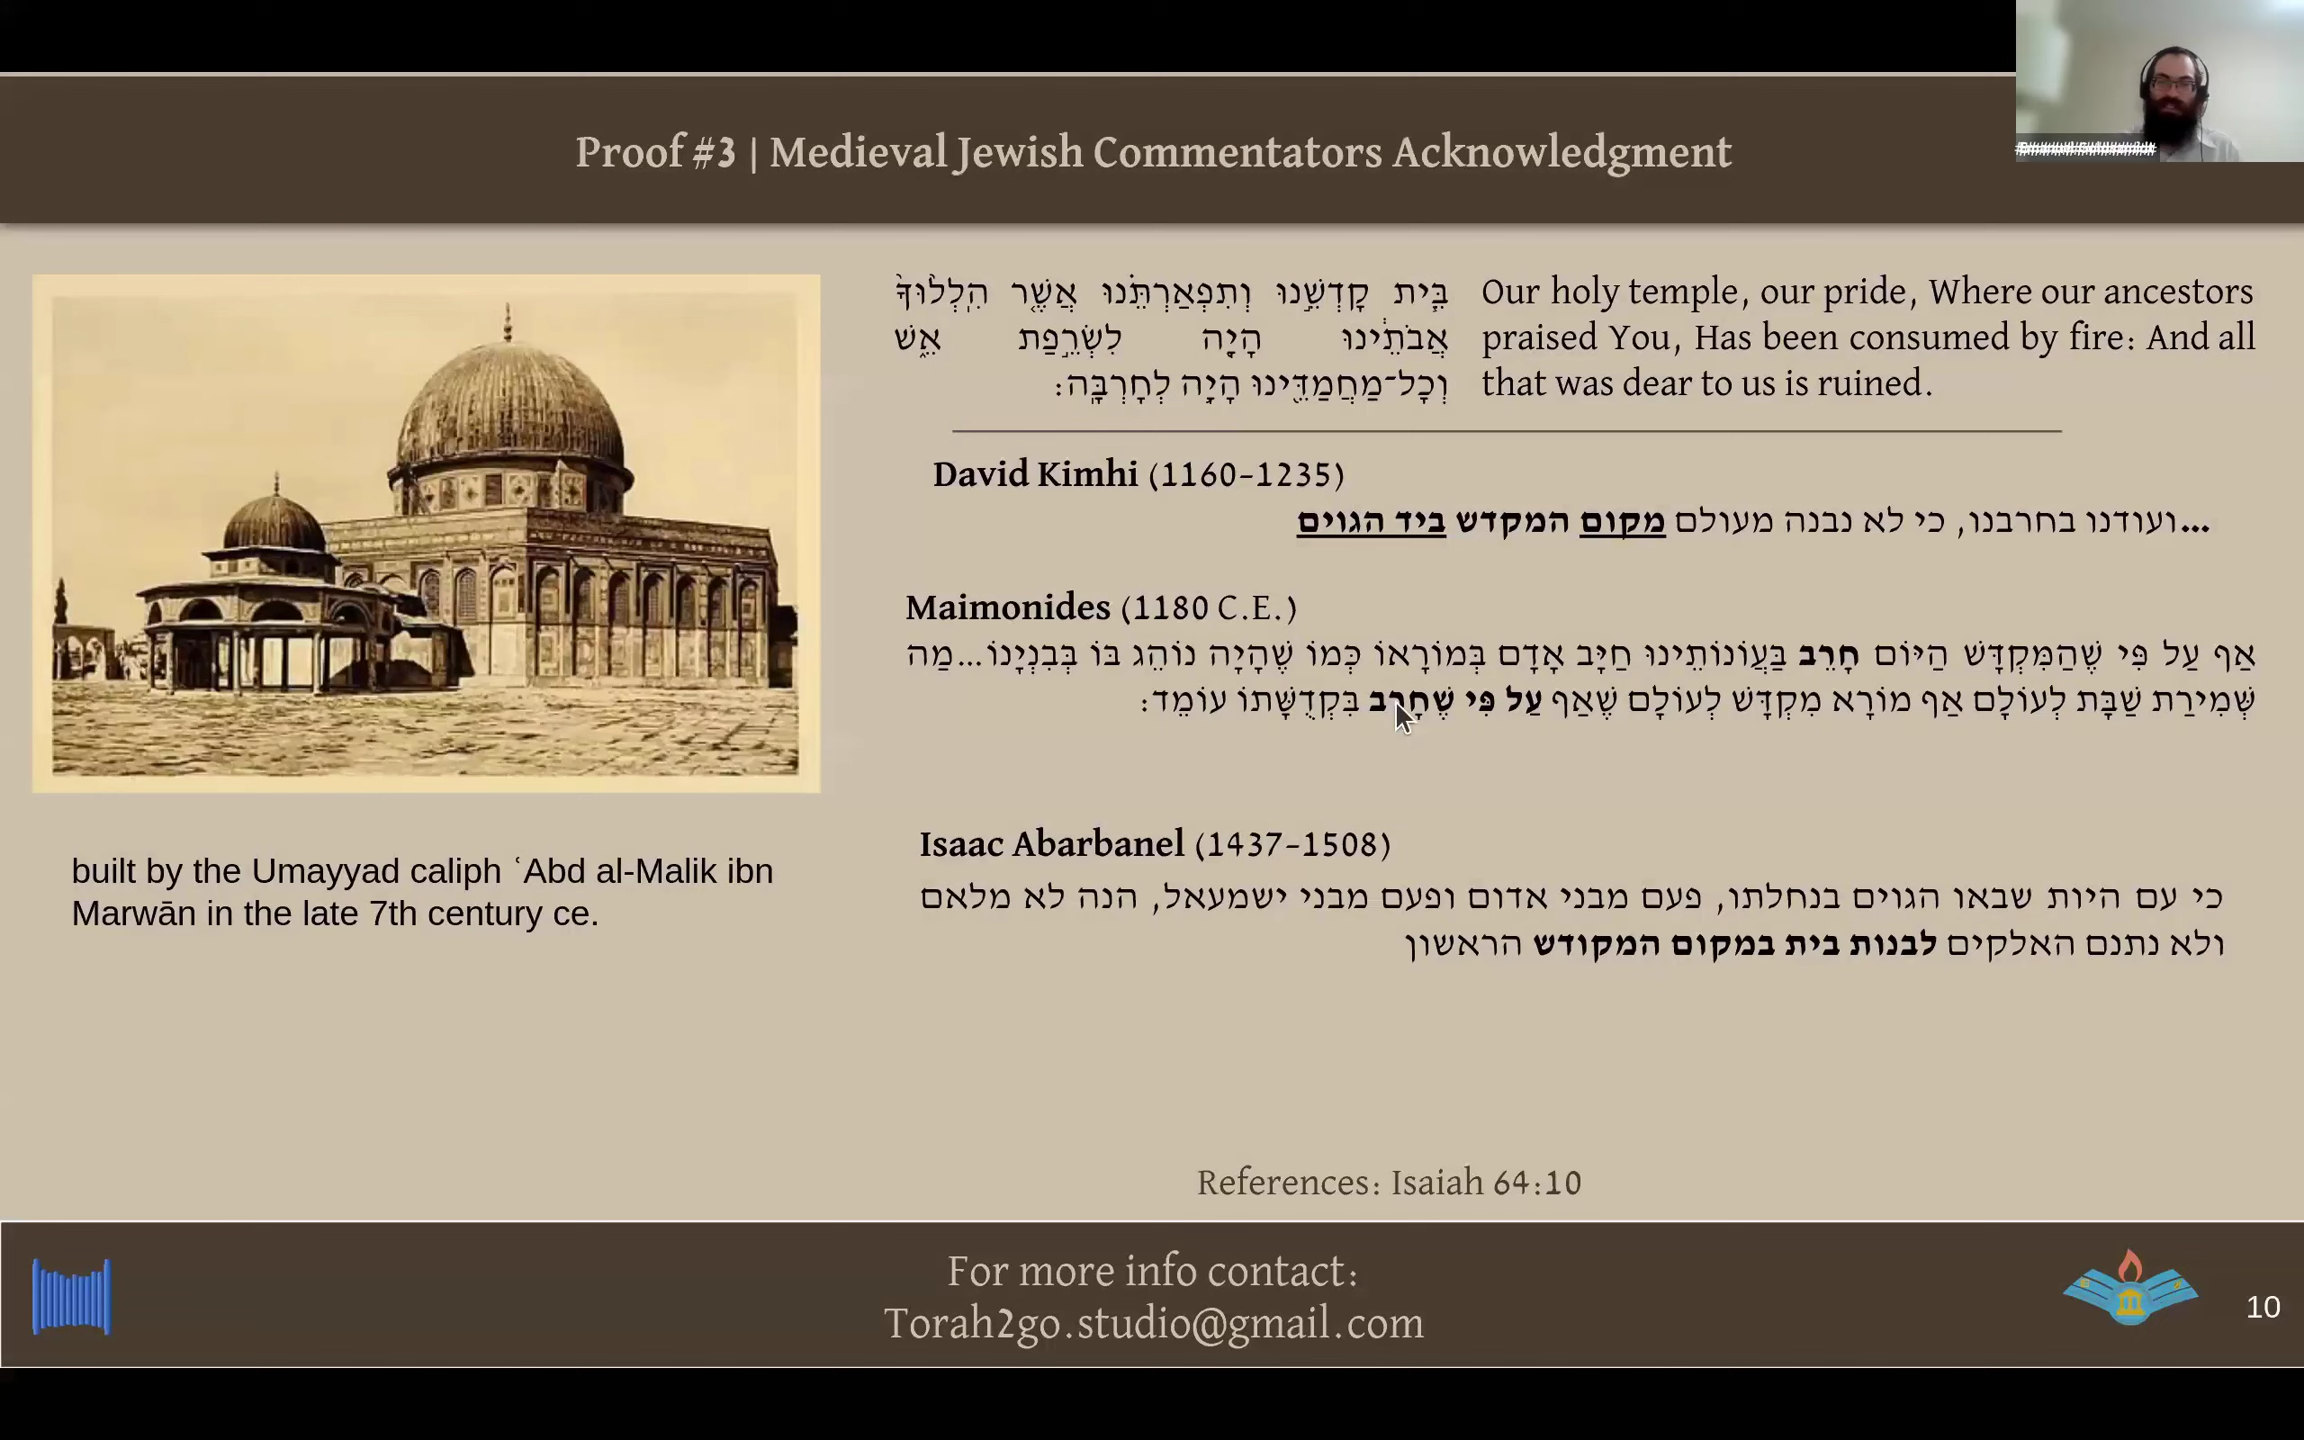 Proof #3 | Medieval Jewish Commentators Acknowledgment
בֵּ֧ית קׇדְשֵׁ֣נוּ וְתִפְאַרְתֵּ֗נוּ אֲשֶׁ֤ר הִֽלְל֙וּךָ֙
אֲבֹתֵ֔ינוּ הָיָ֖ה לִשְׂרֵ֣פַת אֵ֑שׁ
וְכׇל־מַחֲמַדֵּ֖ינוּ הָיָ֥ה לְחׇרְבָּֽה׃
Our holy temple, our pride, Where our ancestors
praised You, Has been consumed by fire: And all
that was dear to us is ruined.
David Kimhi (1160-1235)
...ועודנו בחרבנו, כי לא נבנה מעולם מקום המקדש ביד הגוים
Maimonides (1180 C.E.)
אַף עַל פִּי שֶׁהַמִּקְדָּשׁ הַיּוֹם חָרֵב בַּעֲוֹנוֹתֵינוּ חַיָּב אָדָם בְּמוֹרָאוֹ כְּמוֹ שֶׁהָיָה נוֹהֵג בּוֹ בְּבִנְיָנוֹ...מַה
שְּׁמִירַת שַׁבָּת לְעוֹלָם אַף מוֹרָא מִקְדָּשׁ לְעוֹלָם שֶׁאַף עַל פִּי שֶׁחָרֵב בִּקְדֻשָּׁתוֹ עוֹמֵד:
Isaac Abarbanel (1437-1508)
כי עם היות שבאו הגוים בנחלתו, פעם מבני אדום ופעם מבני ישמעאל, הנה לא מלאם
ולא נתנם האלקים לבנות בית במקום המקודש הראשון
built by the Umayyad caliph ʿAbd al-Malik ibn
Marwān in the late 7th century ce.
References: Isaiah 64:10
For more info contact:
Torah2go.studio@gmail.com
10